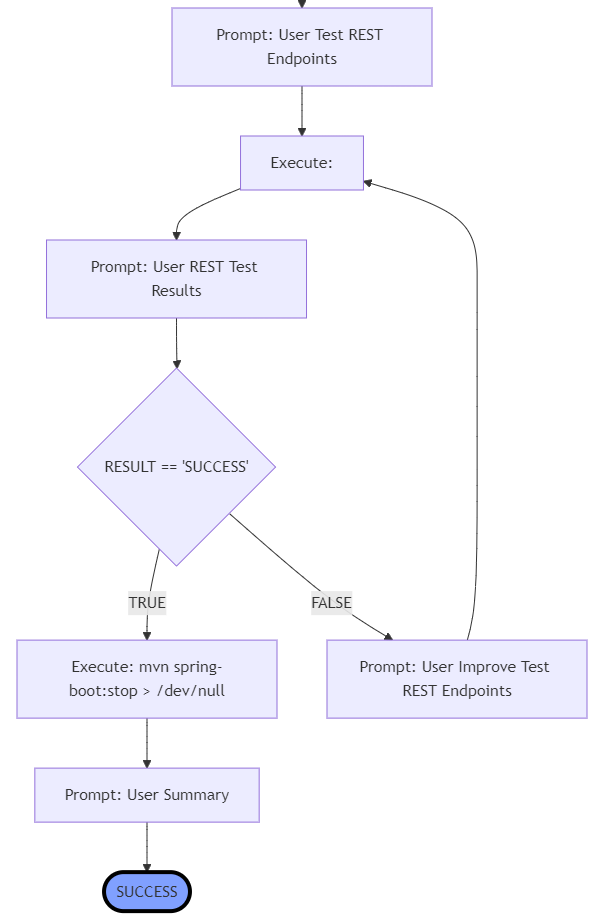 Prompt: User Test REST
Endpoints
Execute:
Prompt: User REST Test
Results
RESULT == 'SUCCESS'
TRUE
FALSE
Execute: mvn spring-
boot:stop > /dev/null
Prompt: User Improve Test
REST Endpoints
Prompt: User Summary
SUCCESS